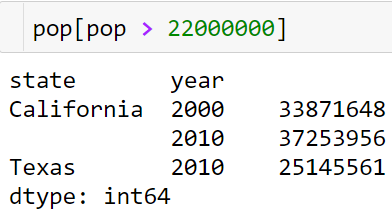 pop[pop > 22000000]
state       year
California  2000    33871648
            2010    37253956
Texas       2010    25145561
dtype: int64